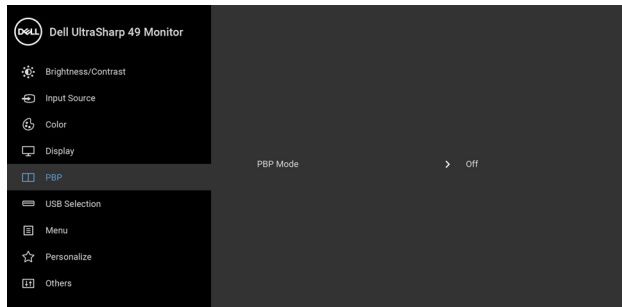 DELL Dell UltraSharp 49 Monitor
Brightness/Contrast
Input Source
Color
Display
PBP
PBP Mode Off
USB Selection
Menu
Personalize
Others